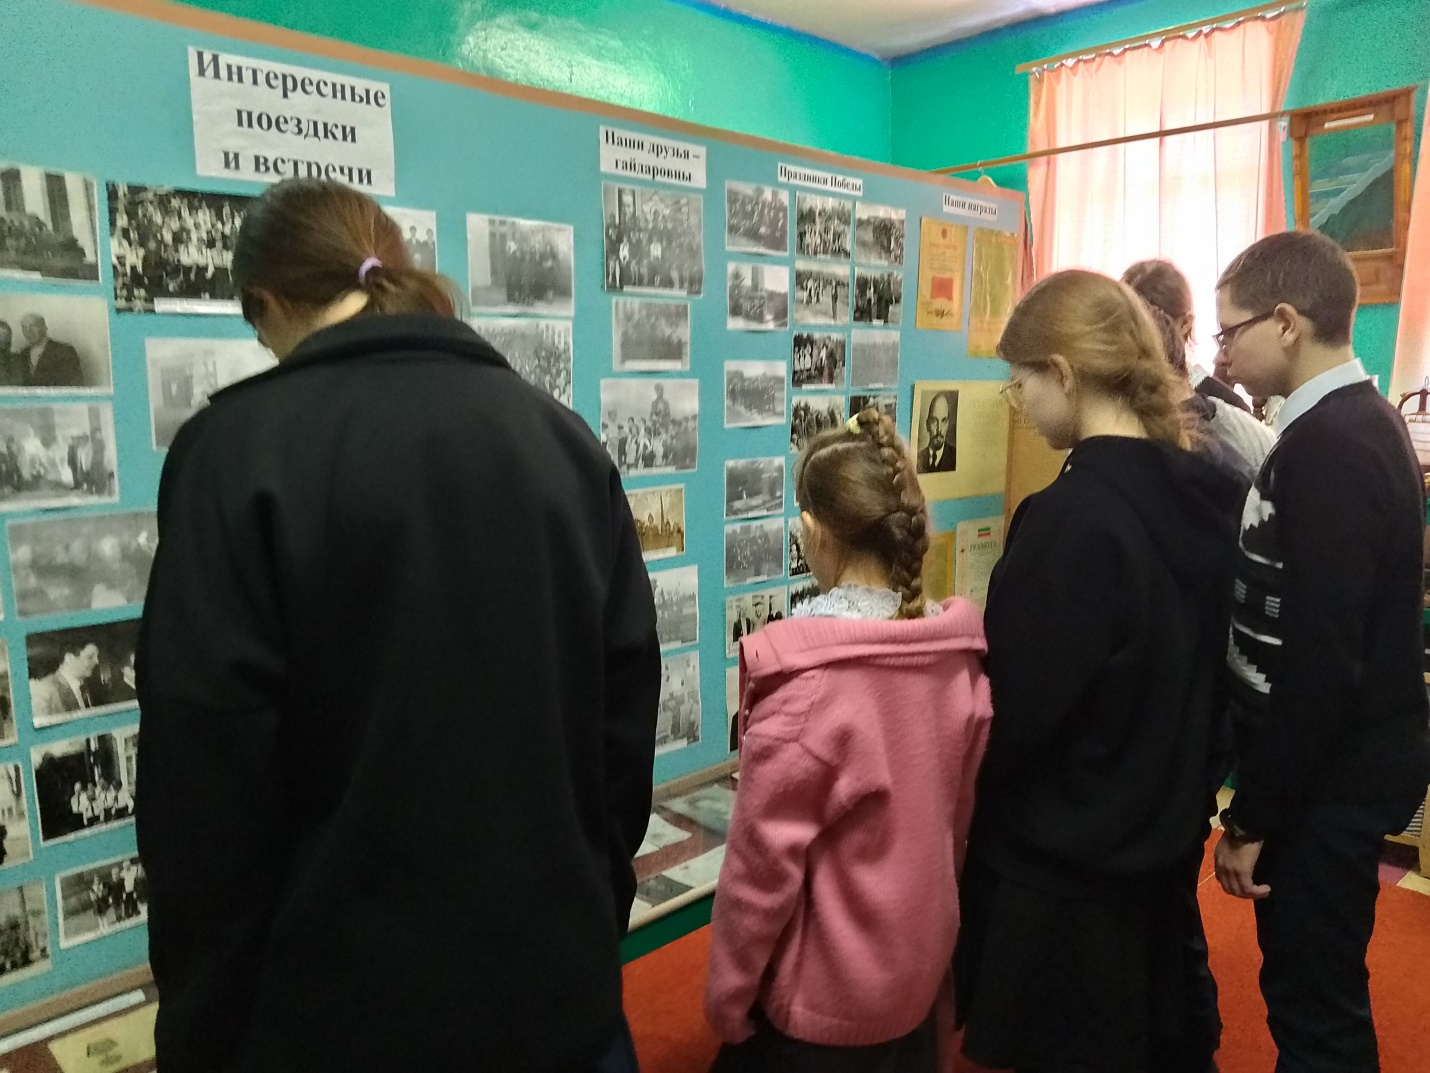 Интересные
поездки
и встречи
Наши друзья –
гайдаровцы
Праздники Победы
Наши награды
ГРАМОТА